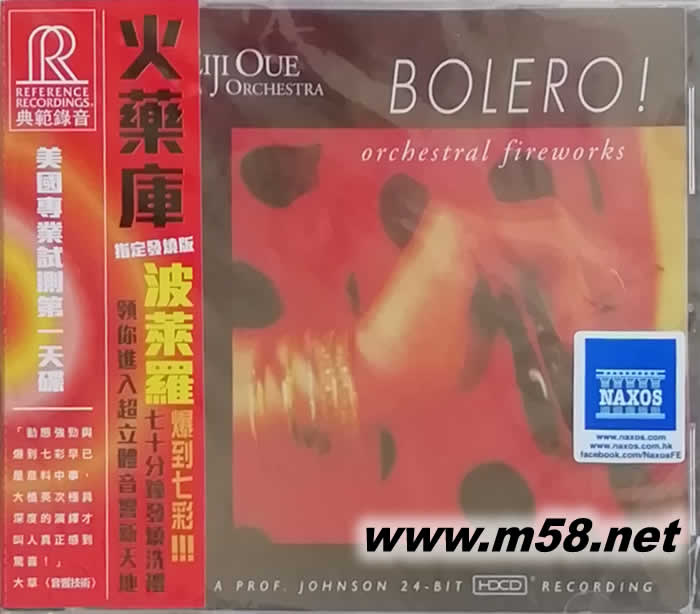 REFERENCE
RECORDINGS®
典範錄音
美國專業試測第一天碟
「動態強勁與
爆到七彩早已
是意料中事，
大植英次極具
深度的演繹才
叫人真正感到
驚喜！」
大草〈音響技術〉
火藥庫
指定發燒版
波萊羅爆到七彩!!!
七十分鐘發燒洗禮
領你進入超立體音響新天地
IJI OUE
ORCHESTRA
BOLERO!
orchestral fireworks
NAXOS
www.naxos.com
www.naxos.com.hk
facebook.com/NaxosFE
www.m58.net
A PROF. JOHNSON 24-BIT HDCD RECORDING